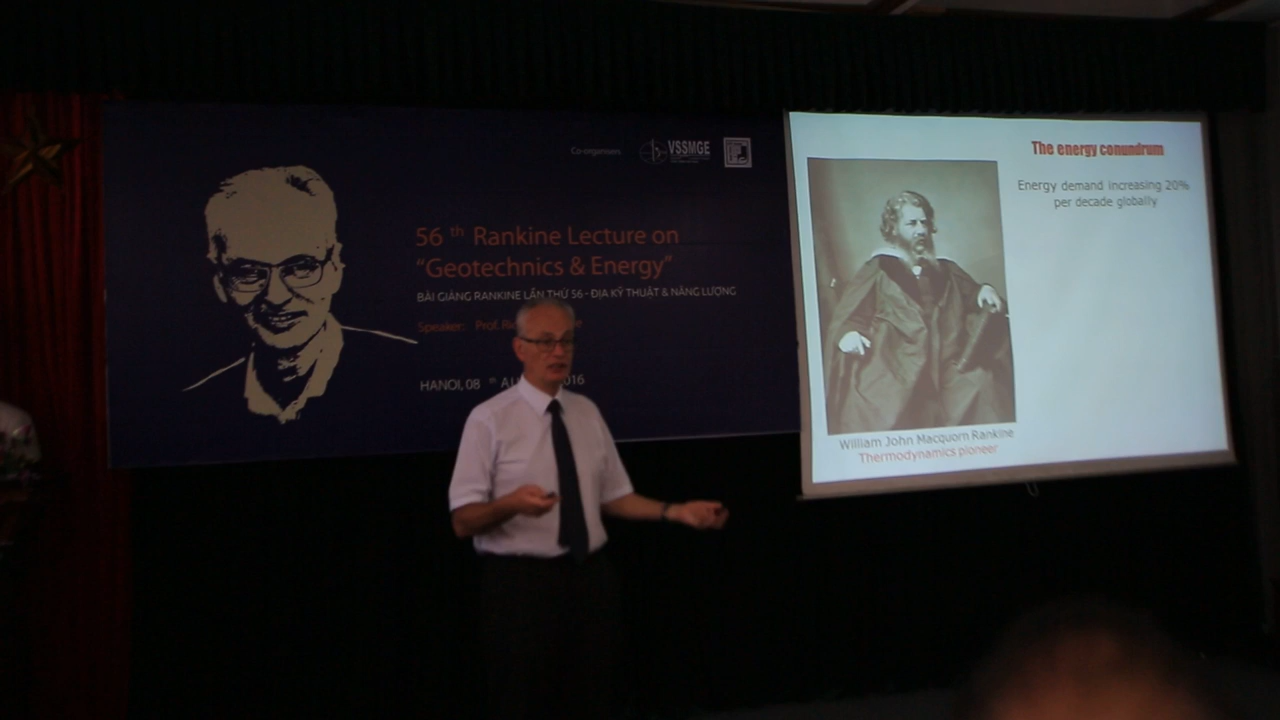 Co-organisers
VSSMGE
56 th Rankine Lecture on
“Geotechnics & Energy”
BÀI GIẢNG RANKINE LẦN THỨ 56 - ĐỊA KỸ THUẬT & NĂNG LƯỢNG
Speaker: Prof.
HANOI, 08 th 2016
The energy conundrum
Energy demand increasing 20%
per decade globally
William John Macquorn Rankine
Thermodynamics pioneer